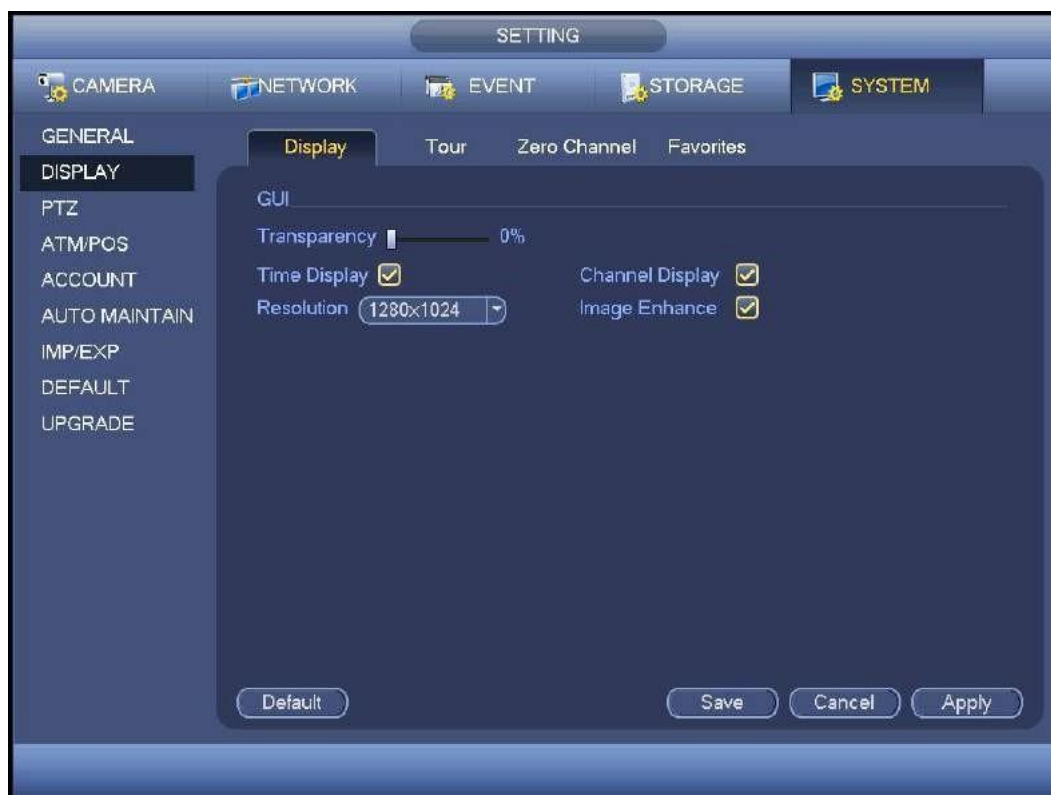 SETTING
CAMERA NETWORK EVENT STORAGE SYSTEM
GENERAL
DISPLAY
PTZ
ATM/POS
ACCOUNT
AUTO MAINTAIN
IMP/EXP
DEFAULT
UPGRADE
Display Tour Zero Channel Favorites
GUI
Transparency 0%
Time Display Channel Display
Resolution 1280x1024 Image Enhance
Default Save Cancel Apply